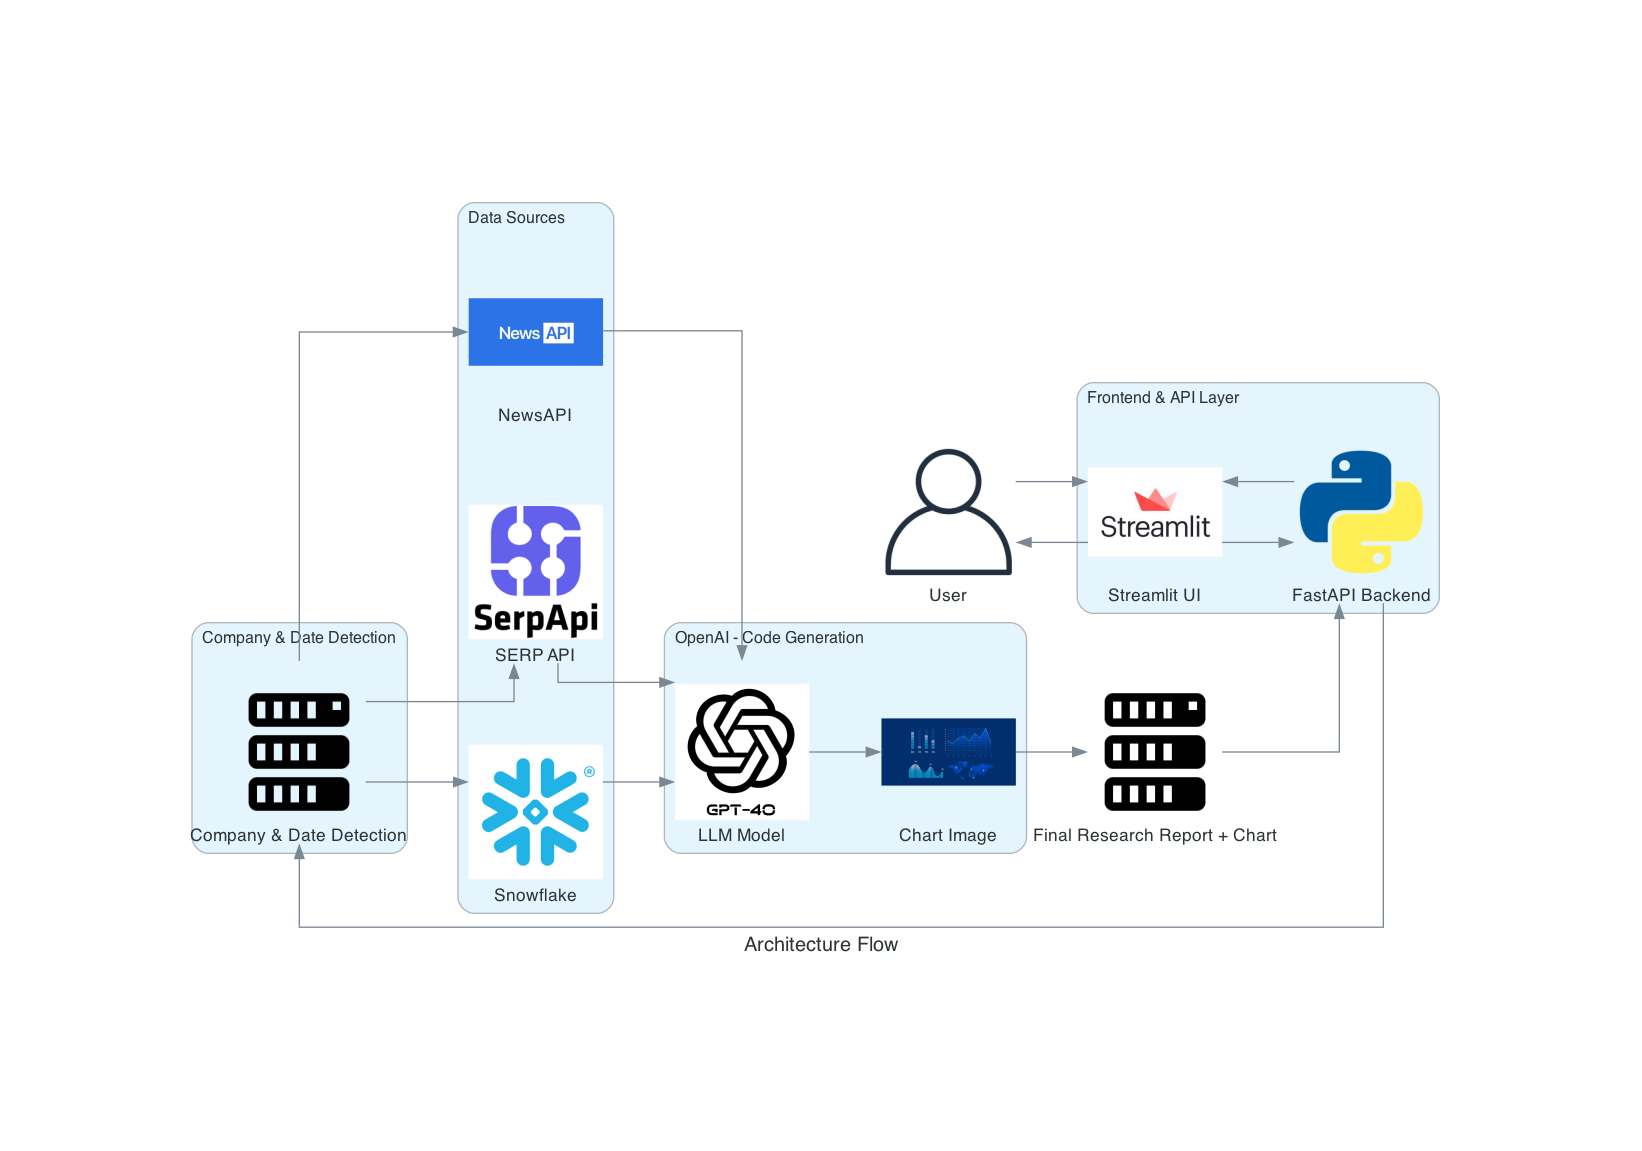 Data Sources
News API
NewsAPI
SerpApi
SERP API
®
Snowflake
Company & Date Detection
Company & Date Detection
OpenAI - Code Generation
GPT-4O
LLM Model
Chart Image
User
Frontend & API Layer
Streamlit
Streamlit UI
FastAPI Backend
Final Research Report + Chart
Architecture Flow